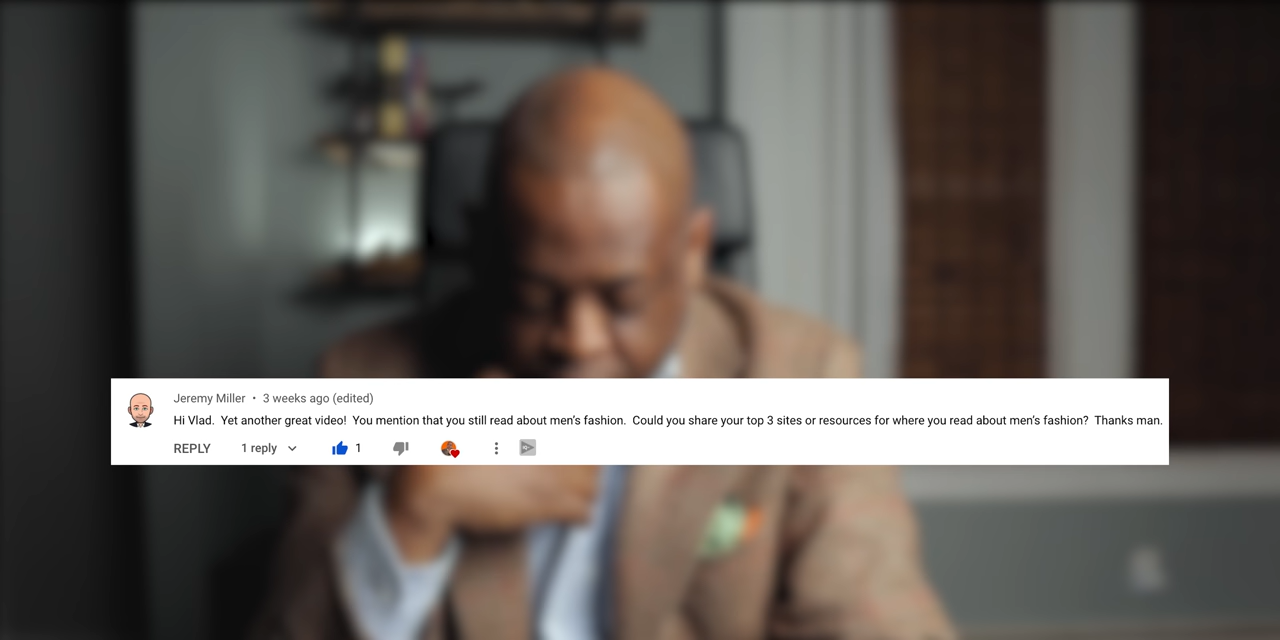 Jeremy Miller • 3 weeks ago (edited)
Hi Vlad.  Yet another great video!  You mention that you still read about men's fashion.  Could you share your top 3 sites or resources for where you read about men's fashion?  Thanks man.
REPLY 1 reply 1